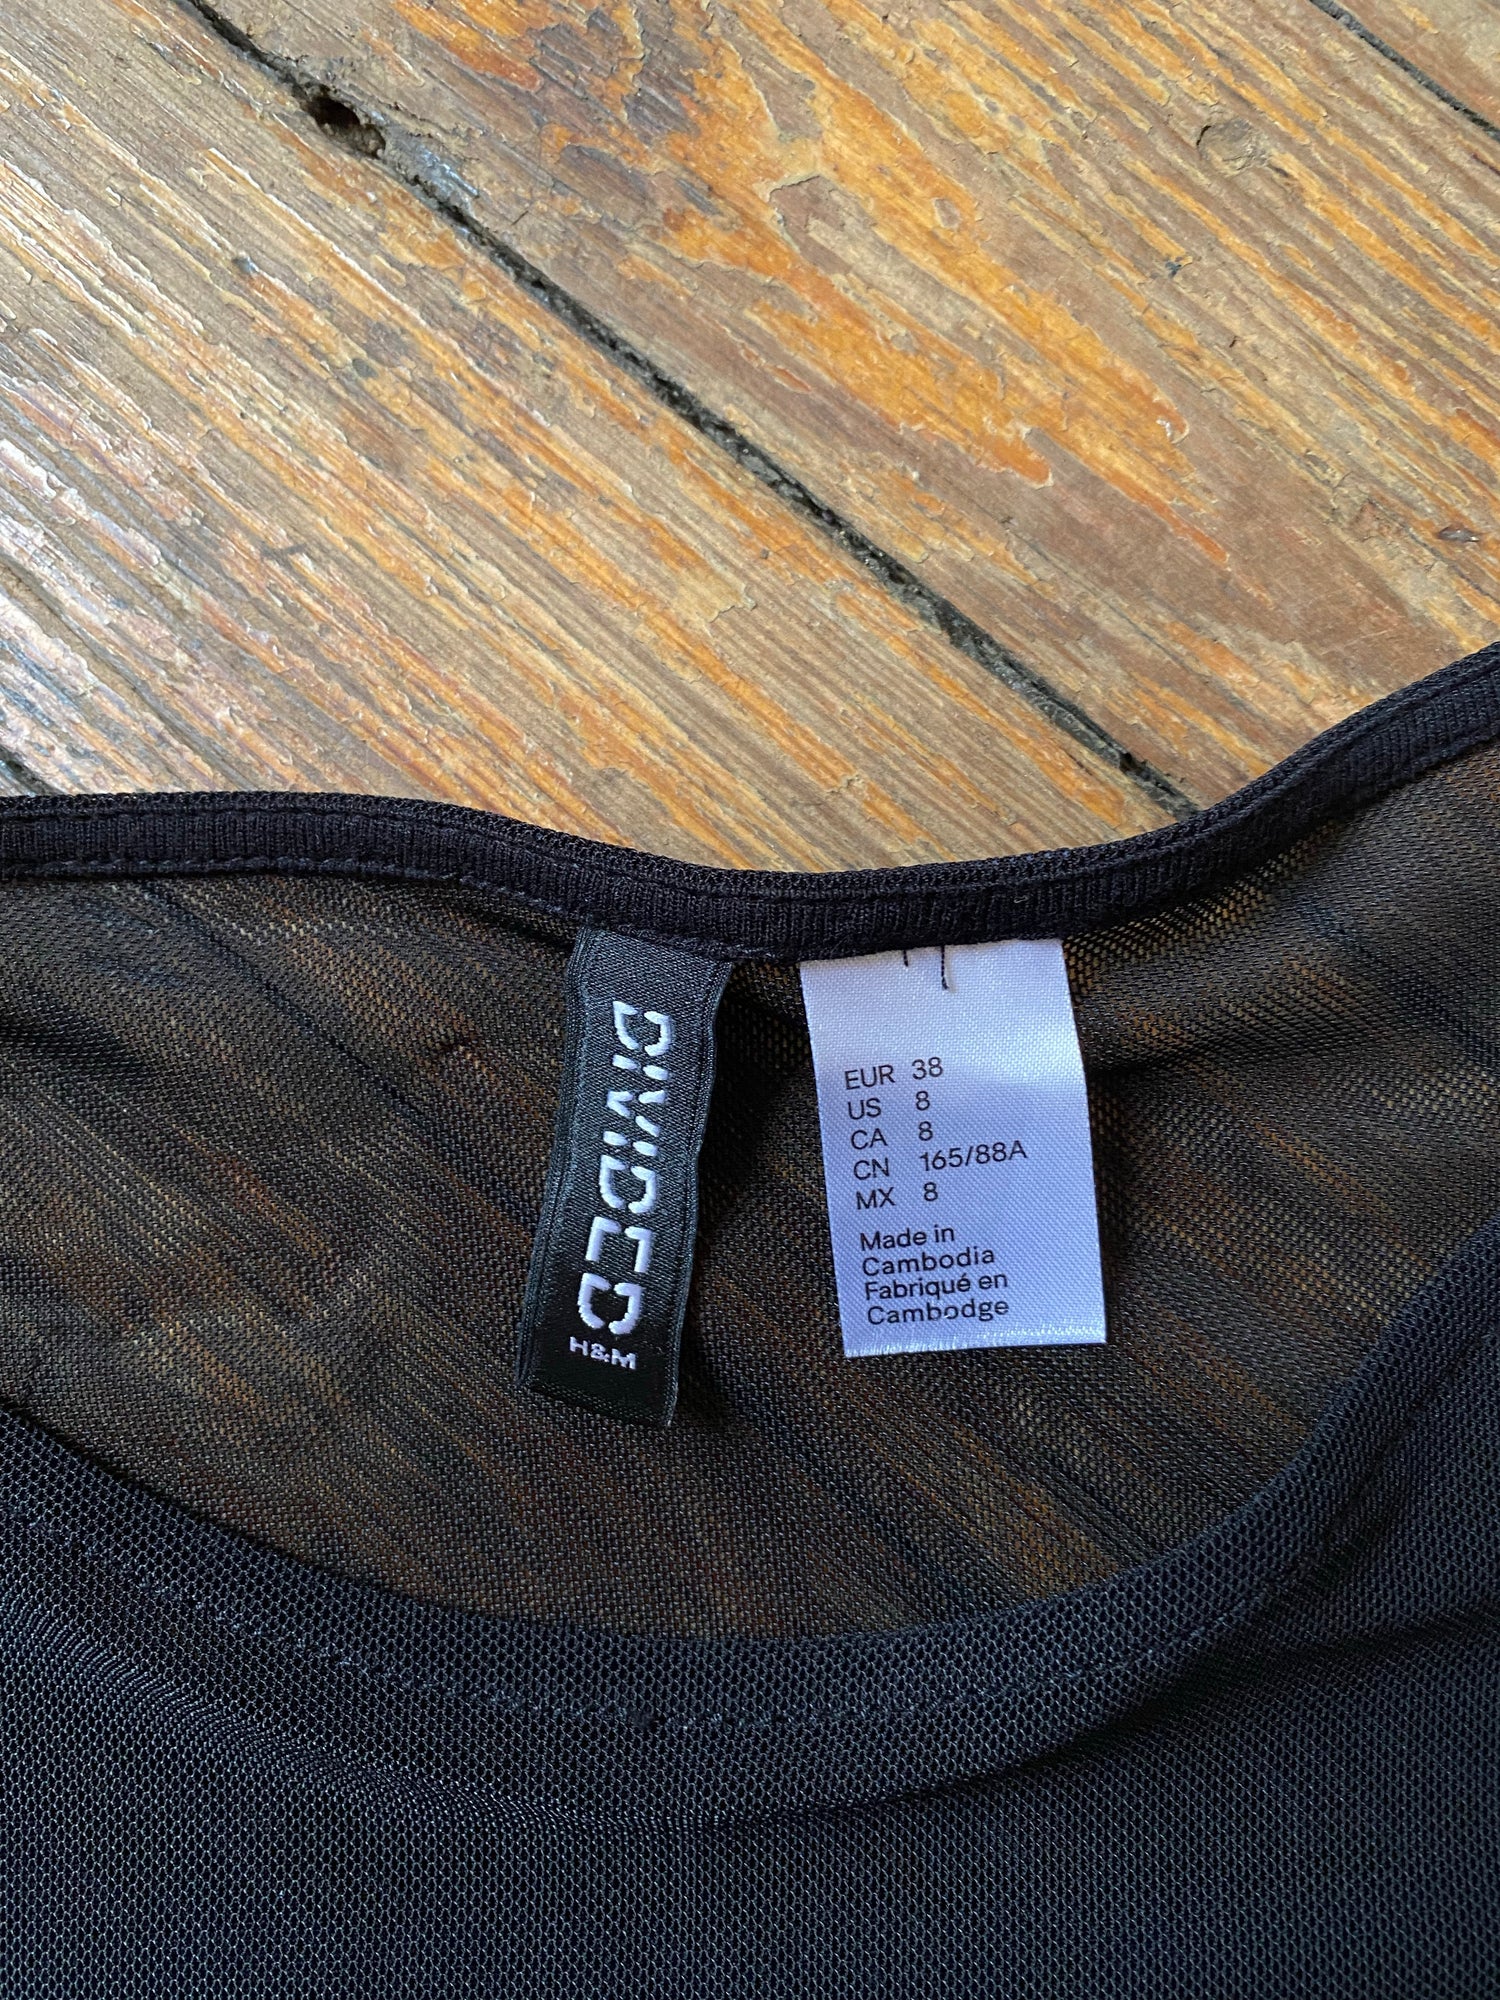 DIVIDED
H&M
EUR 38
US 8
CA 8
CN 165/88A
MX 8
Made in
Cambodia
Fabriqué en
Cambodge